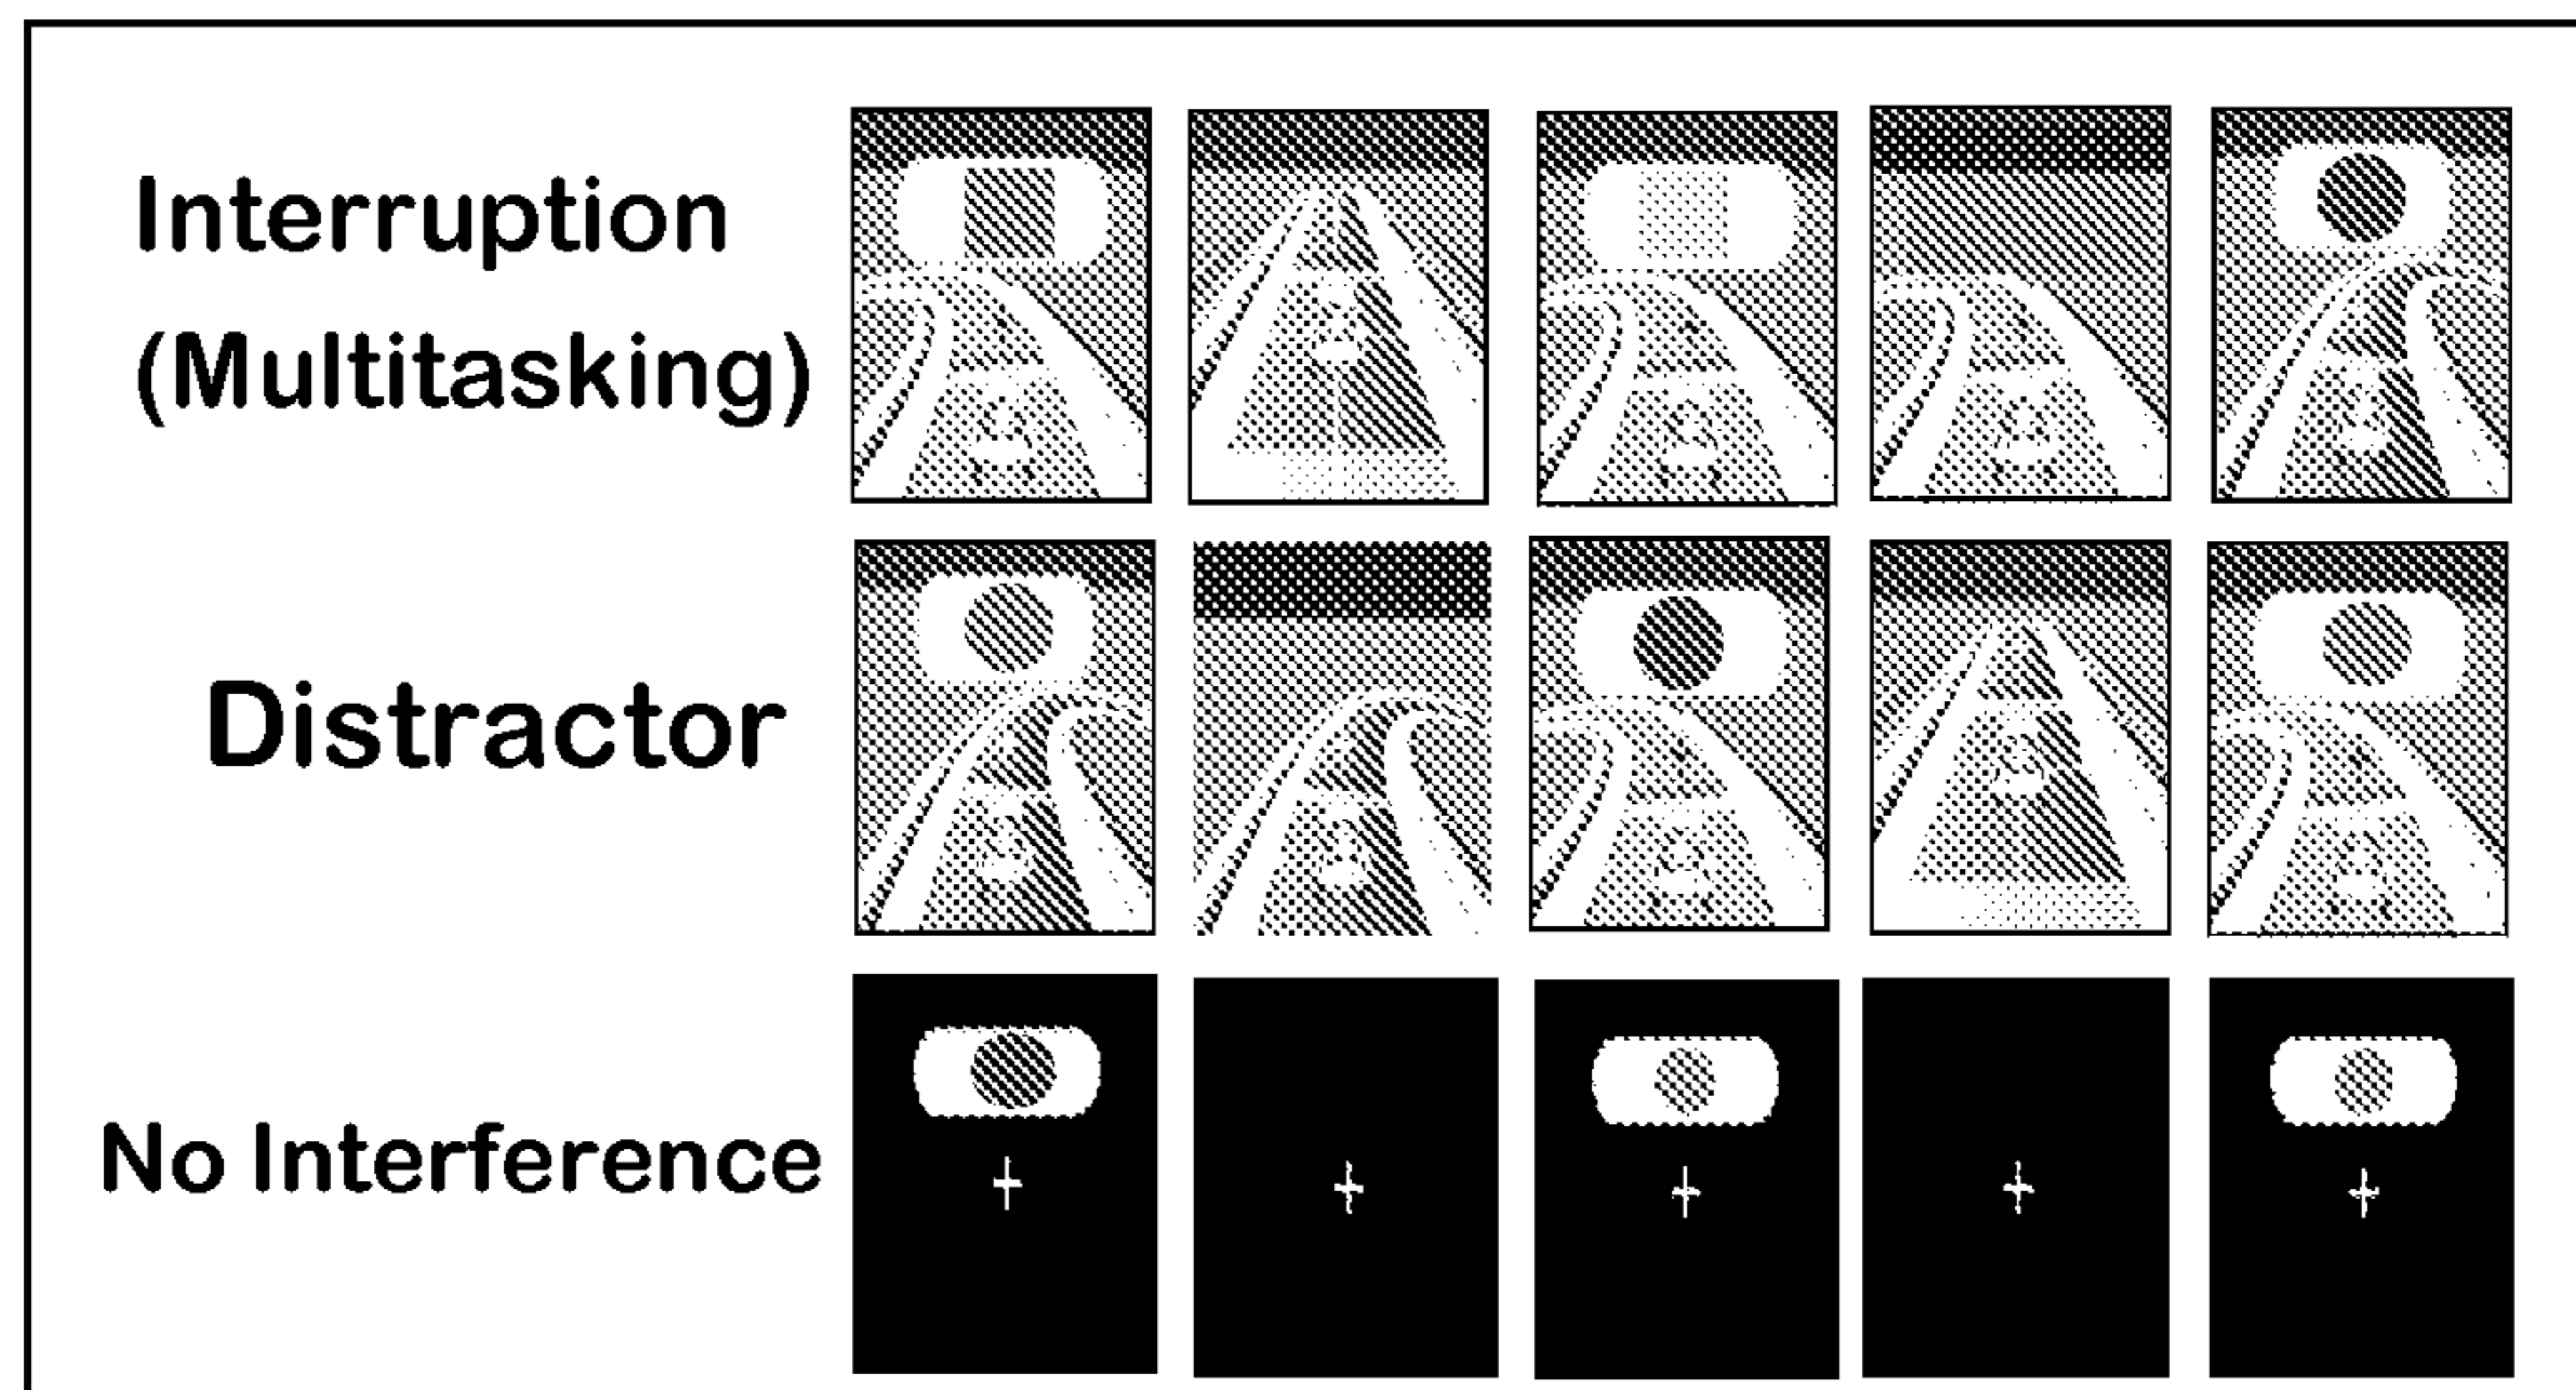 Interruption
(Multitasking)
Distractor
No Interference